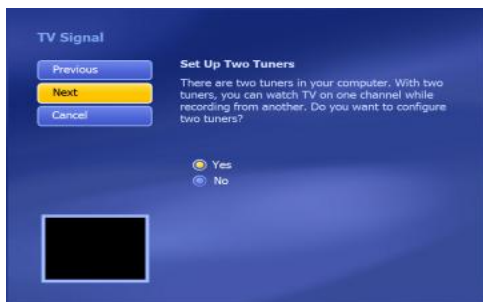 TV Signal
Previous
Next
Cancel
Set Up Two Tuners
There are two tuners in your computer. With two
tuners, you can watch TV on one channel while
recording from another. Do you want to configure
two tuners?
Yes
No